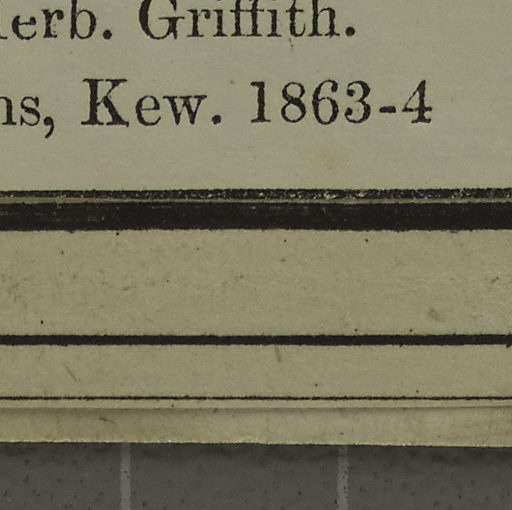 erb. Griffith.
ns, Kew. 1863-4